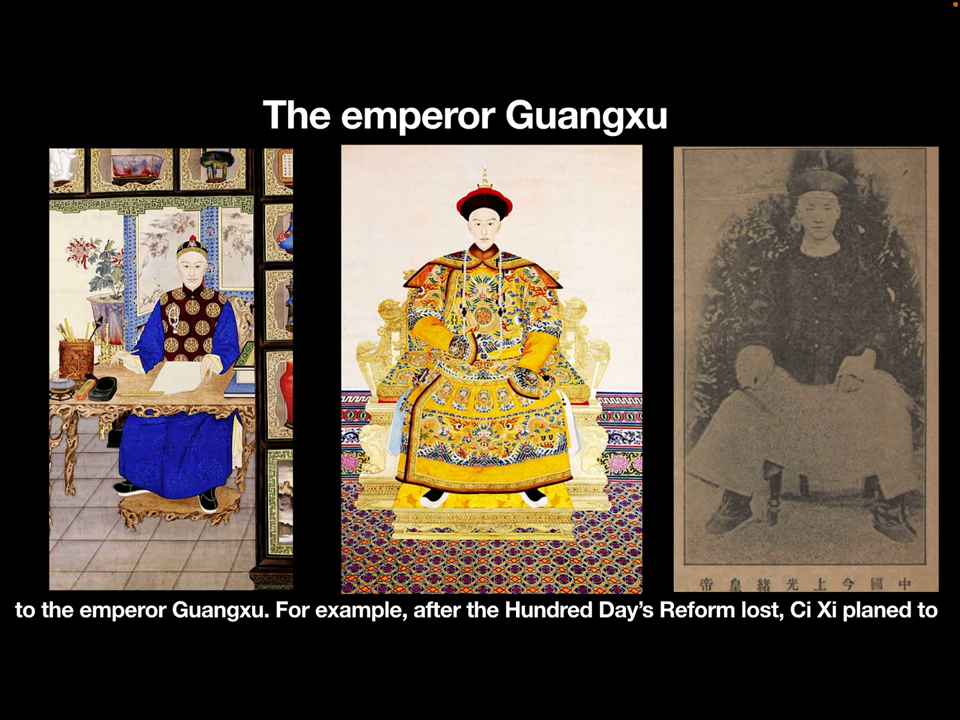 The emperor Guangxu
中國今上光緒皇帝
to the emperor Guangxu. For example, after the Hundred Day's Reform lost, Ci Xi planed to